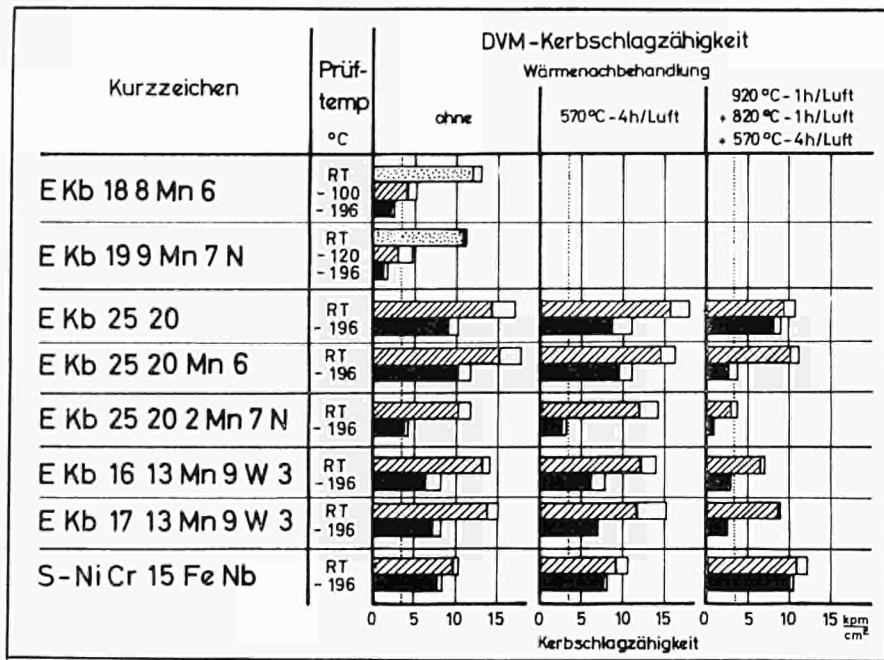 DVM-Kerbschlagzähigkeit
Kurzzeichen
Prüf-
temp
°C
Wärmenachbehandlung
ohne
570°C-4h/Luft
920°C-1h/Luft
+ 820°C-1h/Luft
+ 570°C-4h/Luft
E Kb 18 8 Mn 6
RT
-100
-196
E Kb 19 9 Mn 7 N
RT
-120
-196
E Kb 25 20
RT
-196
E Kb 25 20 Mn 6
RT
-196
E Kb 25 20 2 Mn 7 N
RT
-196
E Kb 16 13 Mn 9 W 3
RT
-196
E Kb 17 13 Mn 9 W 3
RT
-196
S-Ni Cr 15 Fe Nb
RT
-196
0 5 10 15 0 5 10 15 0 5 10 15 kpm
cm²
Kerbschlagzähigkeit